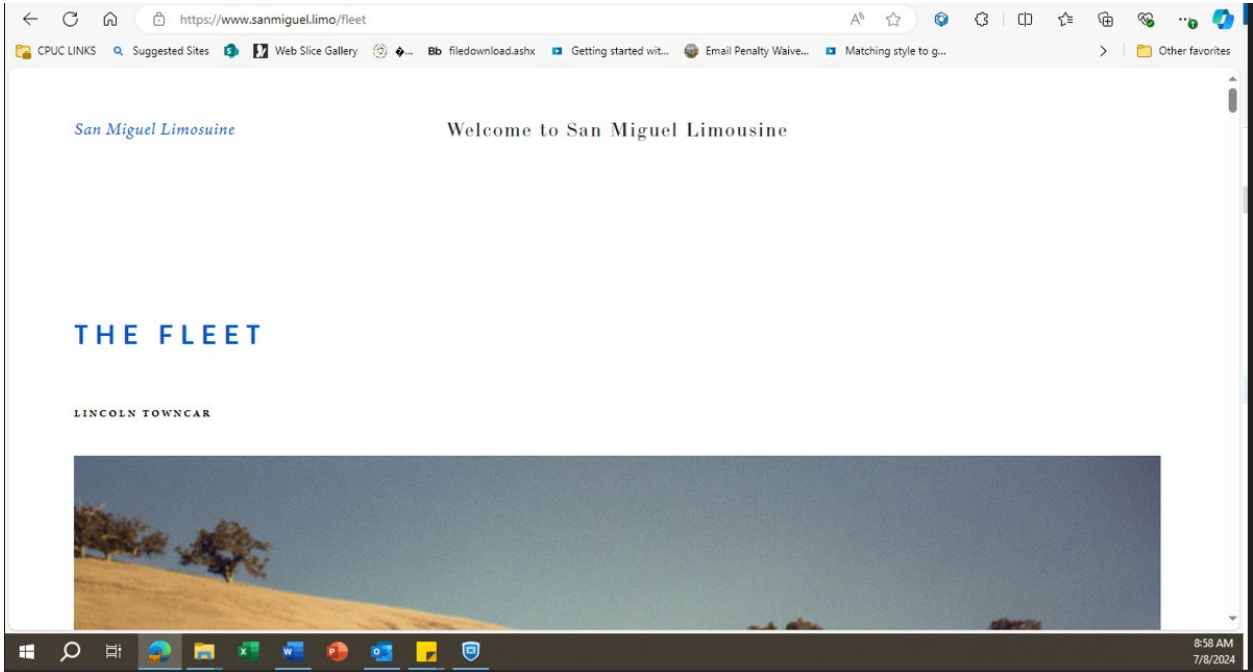 https://www.sanmiguel.limo/fleet
CPUC LINKS Suggested Sites Web Slice Gallery �... Bb filedownload.ashx Getting started wit... Email Penalty Waive... Matching style to g... Other favorites
San Miguel Limosuine Welcome to San Miguel Limousine
THE FLEET
LINCOLN TOWNCAR
8:58 AM
7/8/2024